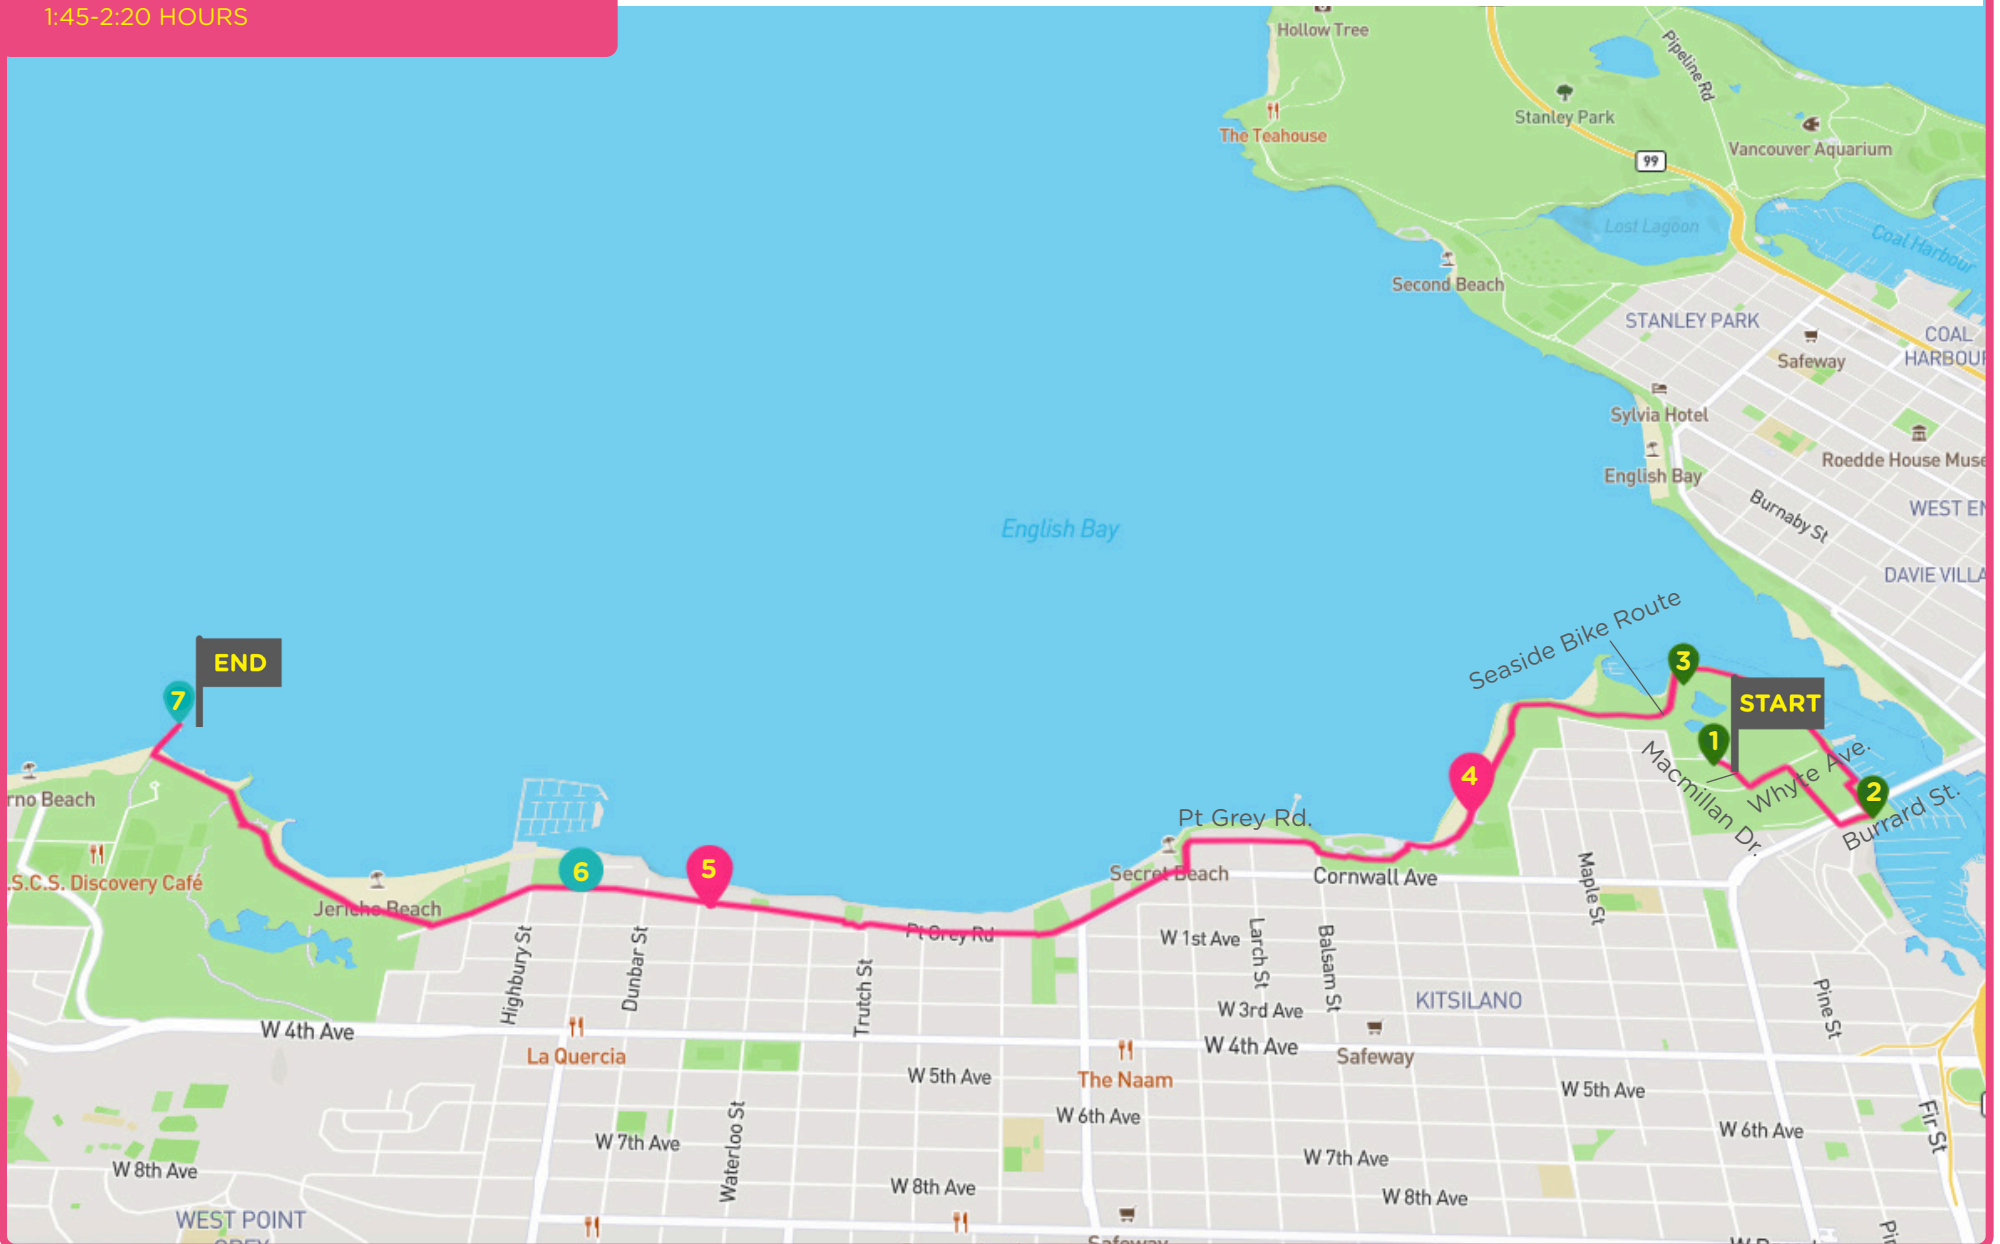 1:45-2:20 HOURS
Hollow Tree
Pipeline Rd
Stanley Park
The Teahouse
Vancouver Aquarium
99
Lost Lagoon
Coal Harbour
Second Beach
STANLEY PARK
COAL
HARBOUR
Safeway
Sylvia Hotel
English Bay
Roedde House Muse
Burnaby St
WEST EN
English Bay
DAVIE VILLA
Seaside Bike Route
END
3
7
START
1
Macmillan Dr.
Whyte Ave.
2
Burrard St.
4
rno Beach
Pt Grey Rd.
6
5
Secret Beach
Cornwall Ave
.S.C.S. Discovery Café
Jericho Beach
Maple St
Pt Grey Rd
W 1st Ave
Larch St
Balsam St
Highbury St
Dunbar St
Trutch St
KITSILANO
W 3rd Ave
Pine St
W 4th Ave
W 4th Ave
La Quercia
Safeway
W 5th Ave
The Naam
W 5th Ave
W 6th Ave
Fir St
W 6th Ave
W 7th Ave
Waterloo St
W 7th Ave
W 8th Ave
W 8th Ave
W 8th Ave
WEST POINT
GREY
Safeway